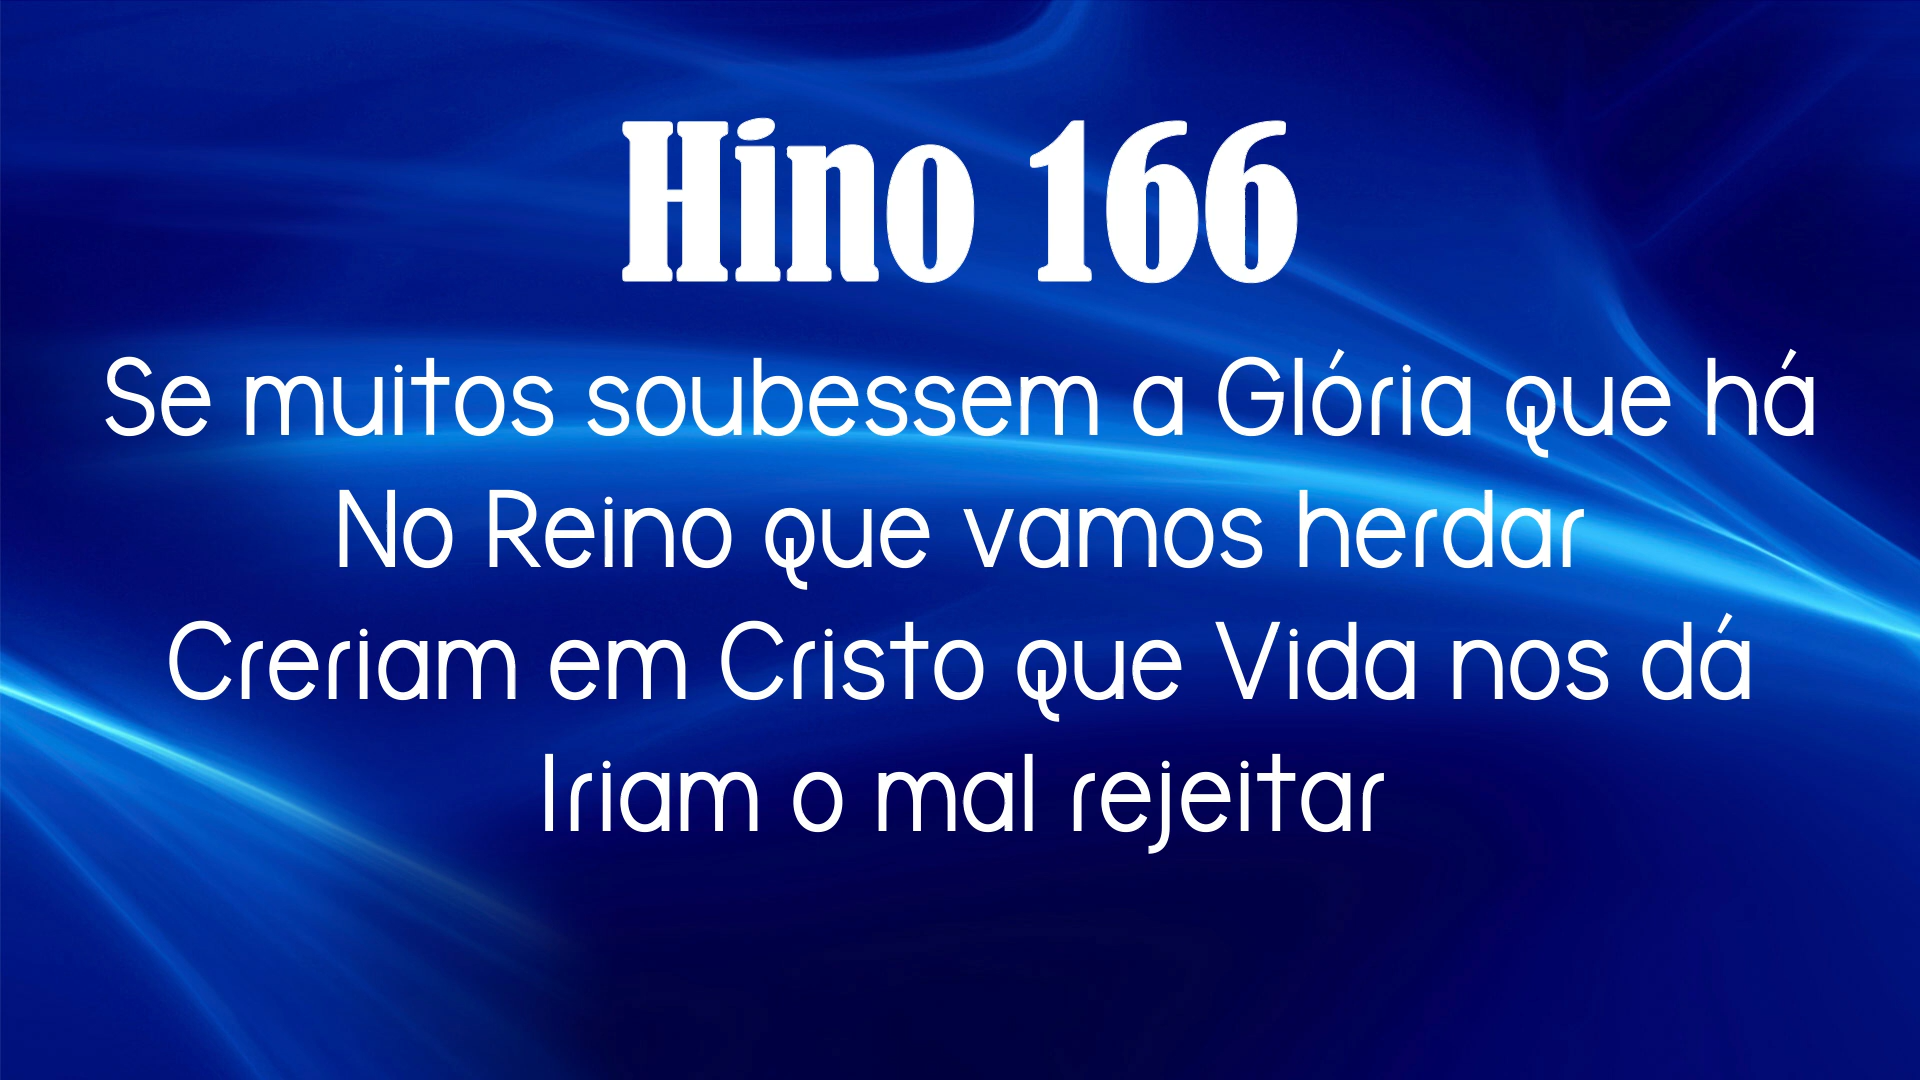 Hino 166
Se muitos soubessem a Glória que há
No Reino que vamos herdar
Creriam em Cristo que Vida nos dá
Iriam o mal rejeitar